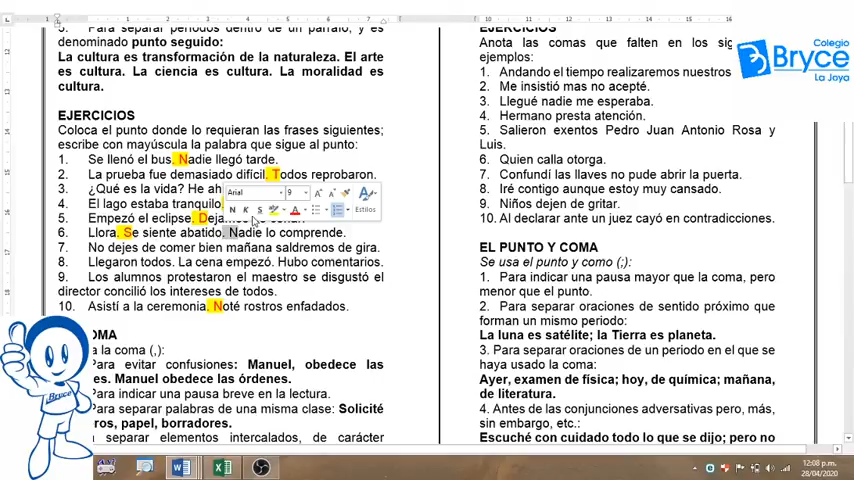 3. Para separar períodos dentro de un párrafo, y es
denominado punto seguido:
La cultura es transformación de la naturaleza. El arte
es cultura. La ciencia es cultura. La moralidad es
cultura.
EJERCICIOS
Coloca el punto donde lo requieran las frases siguientes;
escribe con mayúscula la palabra que sigue al punto:
1. Se llenó el bus. Nadie llegó tarde.
2. La prueba fue demasiado difícil. Todos reprobaron.
3. ¿Qué es la vida? He ah
4. El lago estaba tranquilo.
5. Empezó el eclipse. Deja
6. Llora. Se siente abatido. Nadie lo comprende.
7. No dejes de comer bien mañana saldremos de gira.
8. Llegaron todos. La cena empezó. Hubo comentarios.
9. Los alumnos protestaron el maestro se disgustó el
director concilió los intereses de todos.
10. Asistí a la ceremonia. Noté rostros enfadados.
OMA
a la coma (,):
Para evitar confusiones: Manuel, obedece las
es. Manuel obedece las órdenes.
Para indicar una pausa breve en la lectura.
Para separar palabras de una misma clase: Solicité
ros, papel, borradores.
separar elementos intercalados, de carácter
Arial 9
N K S
Estilos
EJERCICIOS
Anota las comas que falten en los sig
ejemplos:
1. Andando el tiempo realizaremos nuestros
2. Me insistió mas no acepté.
3. Llegué nadie me esperaba.
4. Hermano presta atención.
5. Salieron exentos Pedro Juan Antonio Rosa y
Luis.
6. Quien calla otorga.
7. Confundí las llaves no pude abrir la puerta.
8. Iré contigo aunque estoy muy cansado.
9. Niños dejen de gritar.
10. Al declarar ante un juez cayó en contradicciones.
EL PUNTO Y COMA
Se usa el punto y como (;):
1. Para indicar una pausa mayor que la coma, pero
menor que el punto.
2. Para separar oraciones de sentido próximo que
forman un mismo periodo:
La luna es satélite; la Tierra es planeta.
3. Para separar oraciones de un periodo en el que se
haya usado la coma:
Ayer, examen de física; hoy, de química; mañana,
de literatura.
4. Antes de las conjunciones adversativas pero, más,
sin embargo, etc.:
Escuché con cuidado todo lo que se dijo; pero no
Colegio
Bryce
La Joya
Bryce
12:08 p.m.
28/04/2020